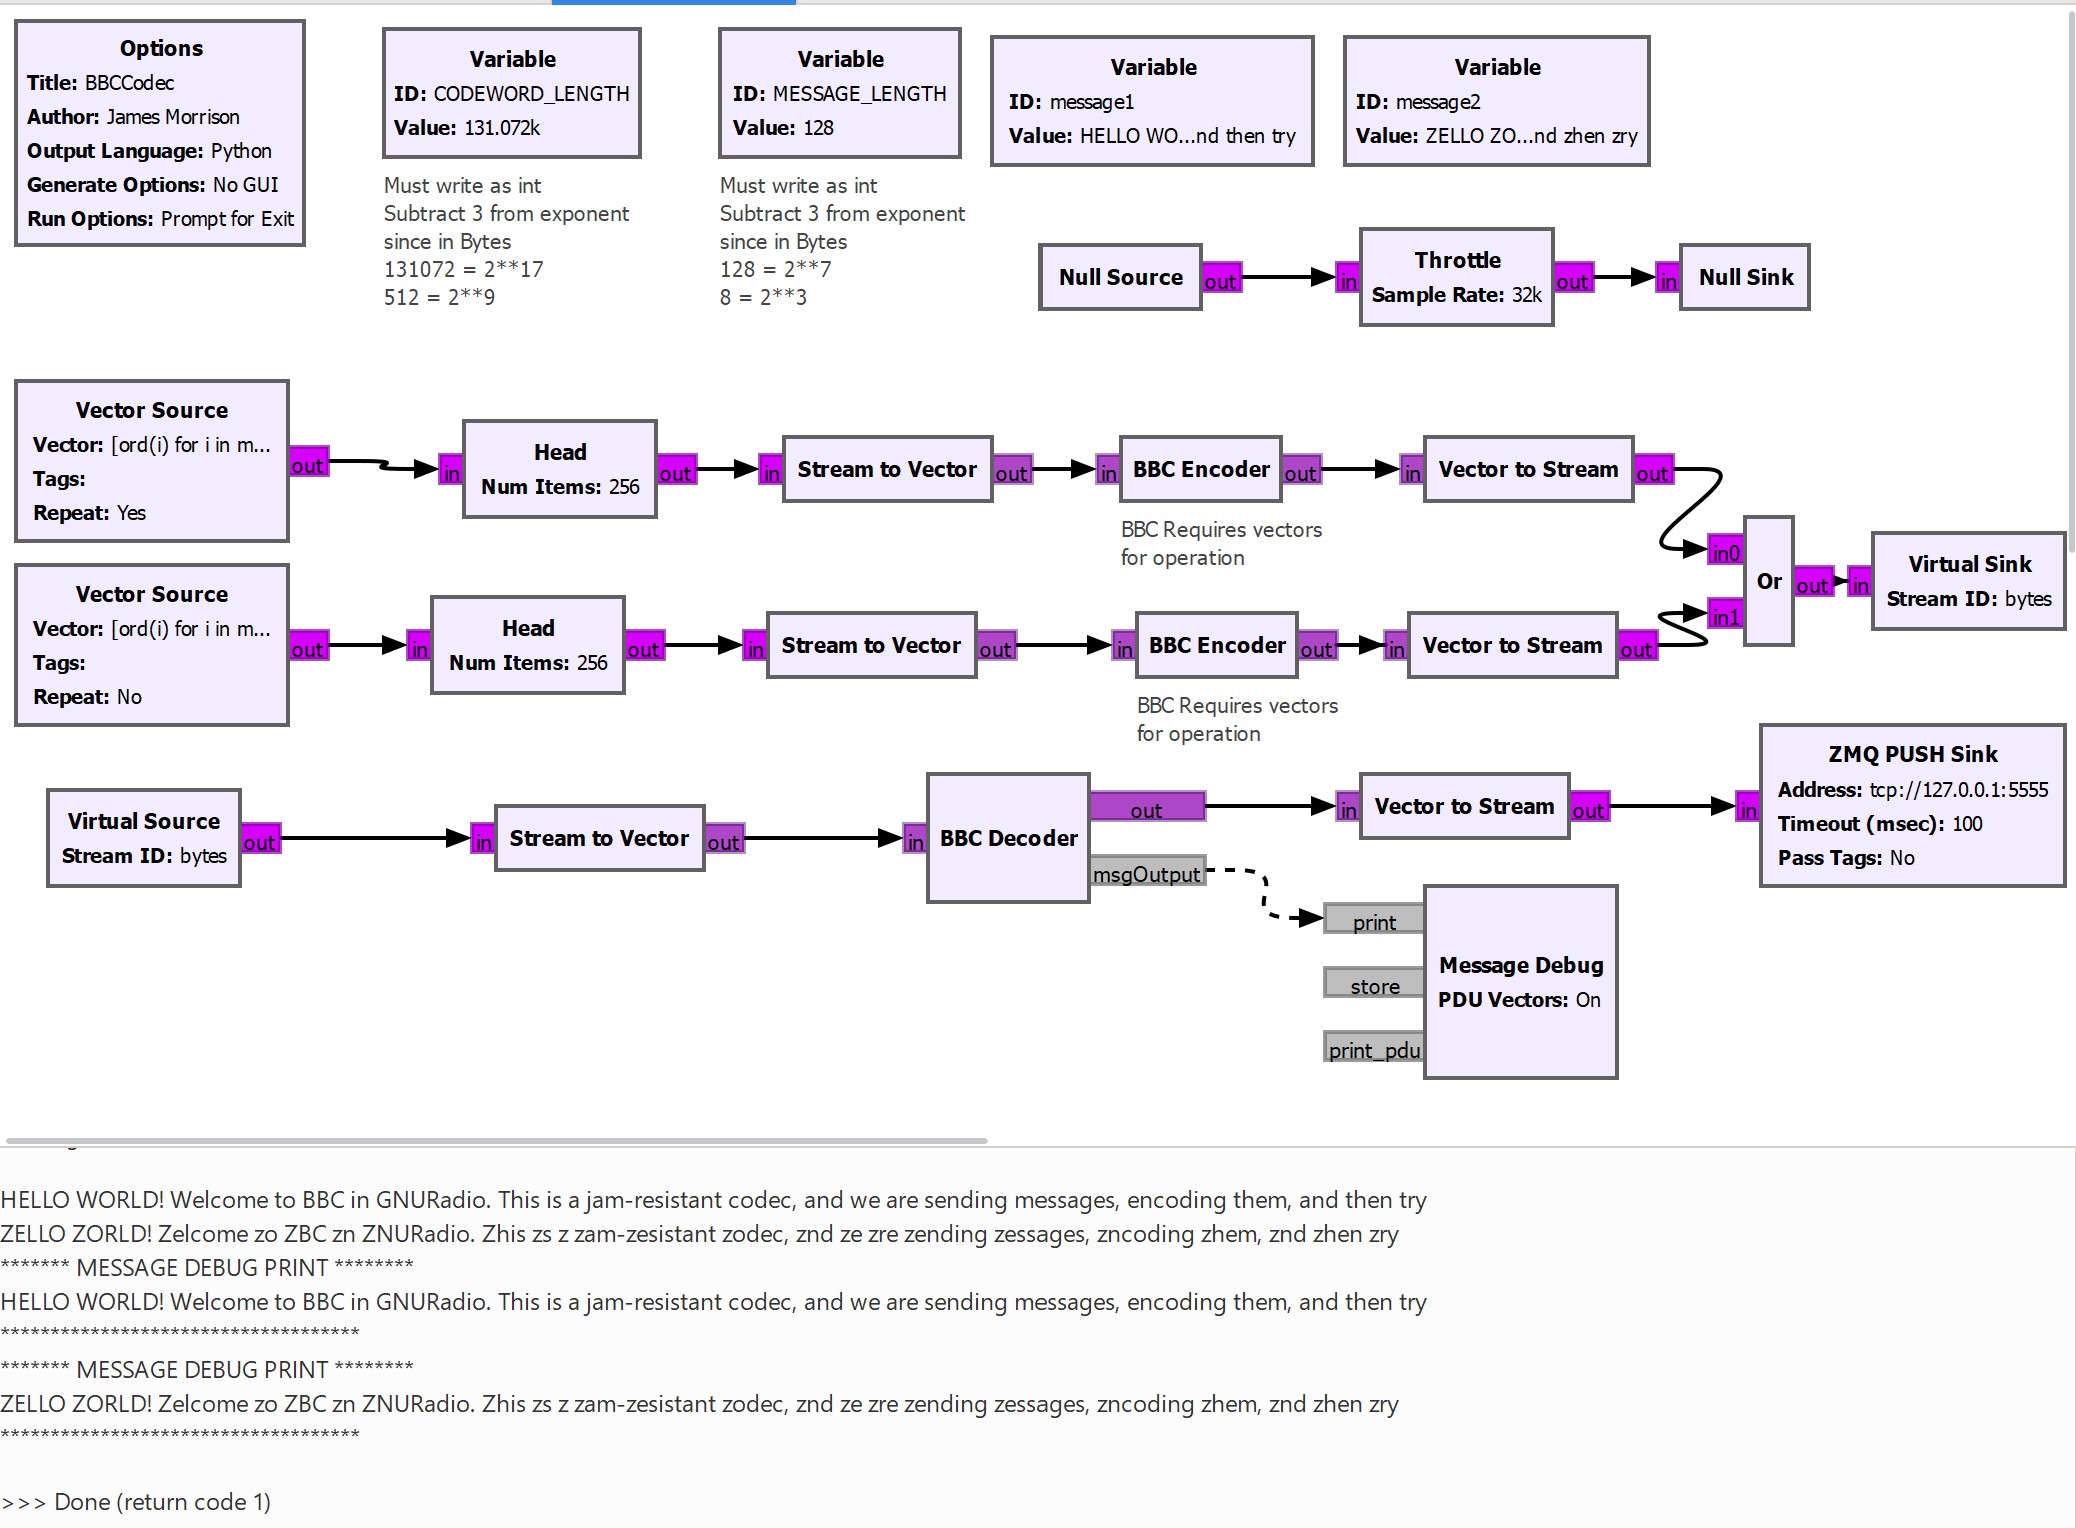 Options
Title: BBCCodec
Author: James Morrison
Output Language: Python
Generate Options: No GUI
Run Options: Prompt for Exit
Variable
ID: CODEWORD_LENGTH
Value: 131.072k
Must write as int
Subtract 3 from exponent
since in Bytes
131072 = 2**17
512 = 2**9
Variable
ID: MESSAGE_LENGTH
Value: 128
Must write as int
Subtract 3 from exponent
since in Bytes
128 = 2**7
8 = 2**3
Variable
ID: message1
Value: HELLO WO...nd then try
Variable
ID: message2
Value: ZELLO ZO...nd zhen zry
Null Source
out
in
Throttle
Sample Rate: 32k
out
in
Null Sink
Vector Source
Vector: [ord(i) for i in m...
Tags:
Repeat: Yes
out
in
Head
Num Items: 256
out
in
Stream to Vector
out
in
BBC Encoder
out
BBC Requires vectors
for operation
in
Vector to Stream
out
Vector Source
Vector: [ord(i) for i in m...
Tags:
Repeat: No
out
in
Head
Num Items: 256
out
in
Stream to Vector
out
in
BBC Encoder
out
BBC Requires vectors
for operation
in
Vector to Stream
out
in0
in1
Or
out
in
Virtual Sink
Stream ID: bytes
Virtual Source
Stream ID: bytes
out
in
Stream to Vector
out
in
BBC Decoder
out
msgOutput
in
Vector to Stream
out
in
ZMQ PUSH Sink
Address: tcp://127.0.0.1:5555
Timeout (msec): 100
Pass Tags: No
print
store
print_pdu
Message Debug
PDU Vectors: On
HELLO WORLD! Welcome to BBC in GNURadio. This is a jam-resistant codec, and we are sending messages, encoding them, and then try
ZELLO ZORLD! Zelcome zo ZBC zn ZNURadio. Zhis zs z zam-zesistant zodec, znd ze zre zending zessages, zncoding zhem, znd zhen zry
******* MESSAGE DEBUG PRINT ********
HELLO WORLD! Welcome to BBC in GNURadio. This is a jam-resistant codec, and we are sending messages, encoding them, and then try
************************************
******* MESSAGE DEBUG PRINT ********
ZELLO ZORLD! Zelcome zo ZBC zn ZNURadio. Zhis zs z zam-zesistant zodec, znd ze zre zending zessages, zncoding zhem, znd zhen zry
************************************
>>> Done (return code 1)